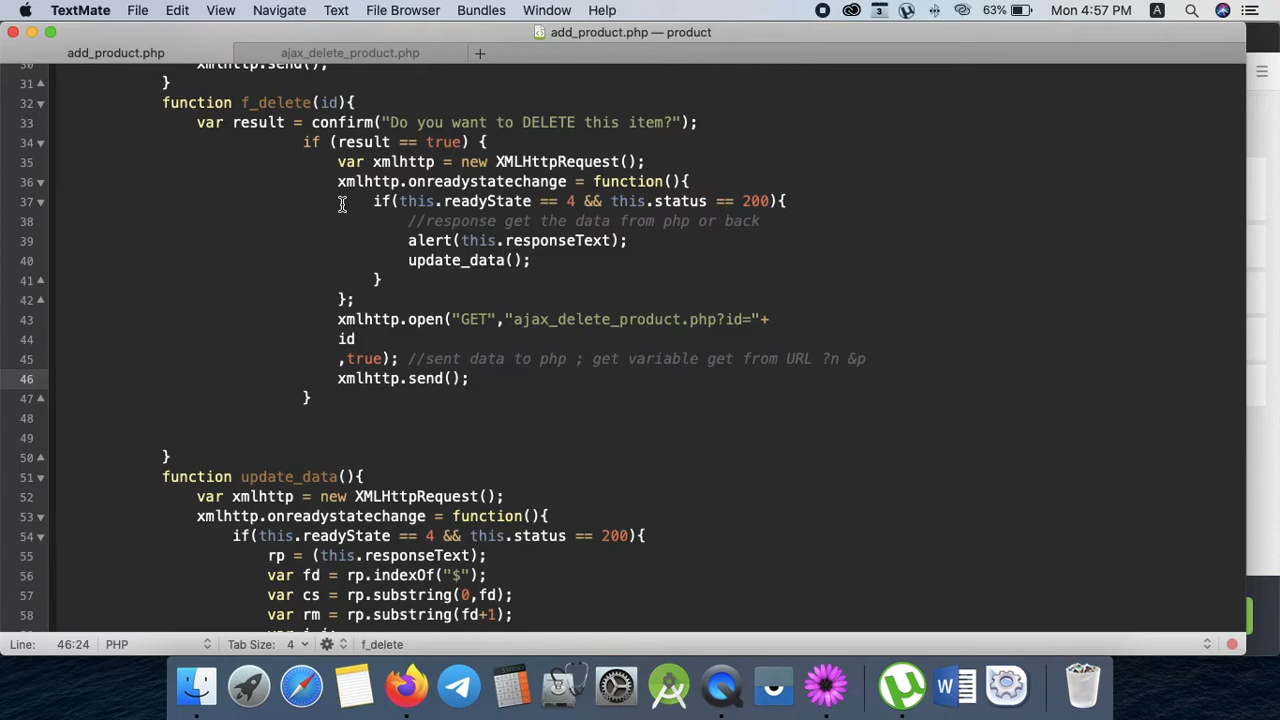 TextMate File Edit View Navigate Text File Browser Bundles Window Help 3 63% Mon 4:57 PM A
add_product.php — product
add_product.php ajax_delete_product.php +
30 xmlhttp.send();
31 }
32 function f_delete(id){
33 var result = confirm("Do you want to DELETE this item?");
34 if (result == true) {
35 var xmlhttp = new XMLHttpRequest();
36 xmlhttp.onreadystatechange = function(){
37 if(this.readyState == 4 && this.status == 200){
38 //response get the data from php or back
39 alert(this.responseText);
40 update_data();
41 }
42 };
43 xmlhttp.open("GET","ajax_delete_product.php?id="+
44 id
45 ,true); //sent data to php ; get variable get from URL ?n &p
46 xmlhttp.send();
47 }
48
49
50 }
51 function update_data(){
52 var xmlhttp = new XMLHttpRequest();
53 xmlhttp.onreadystatechange = function(){
54 if(this.readyState == 4 && this.status == 200){
55 rp = (this.responseText);
56 var fd = rp.indexOf("$");
57 var cs = rp.substring(0,fd);
58 var rm = rp.substring(fd+1);
Line: 46:24 PHP Tab Size: 4 f_delete